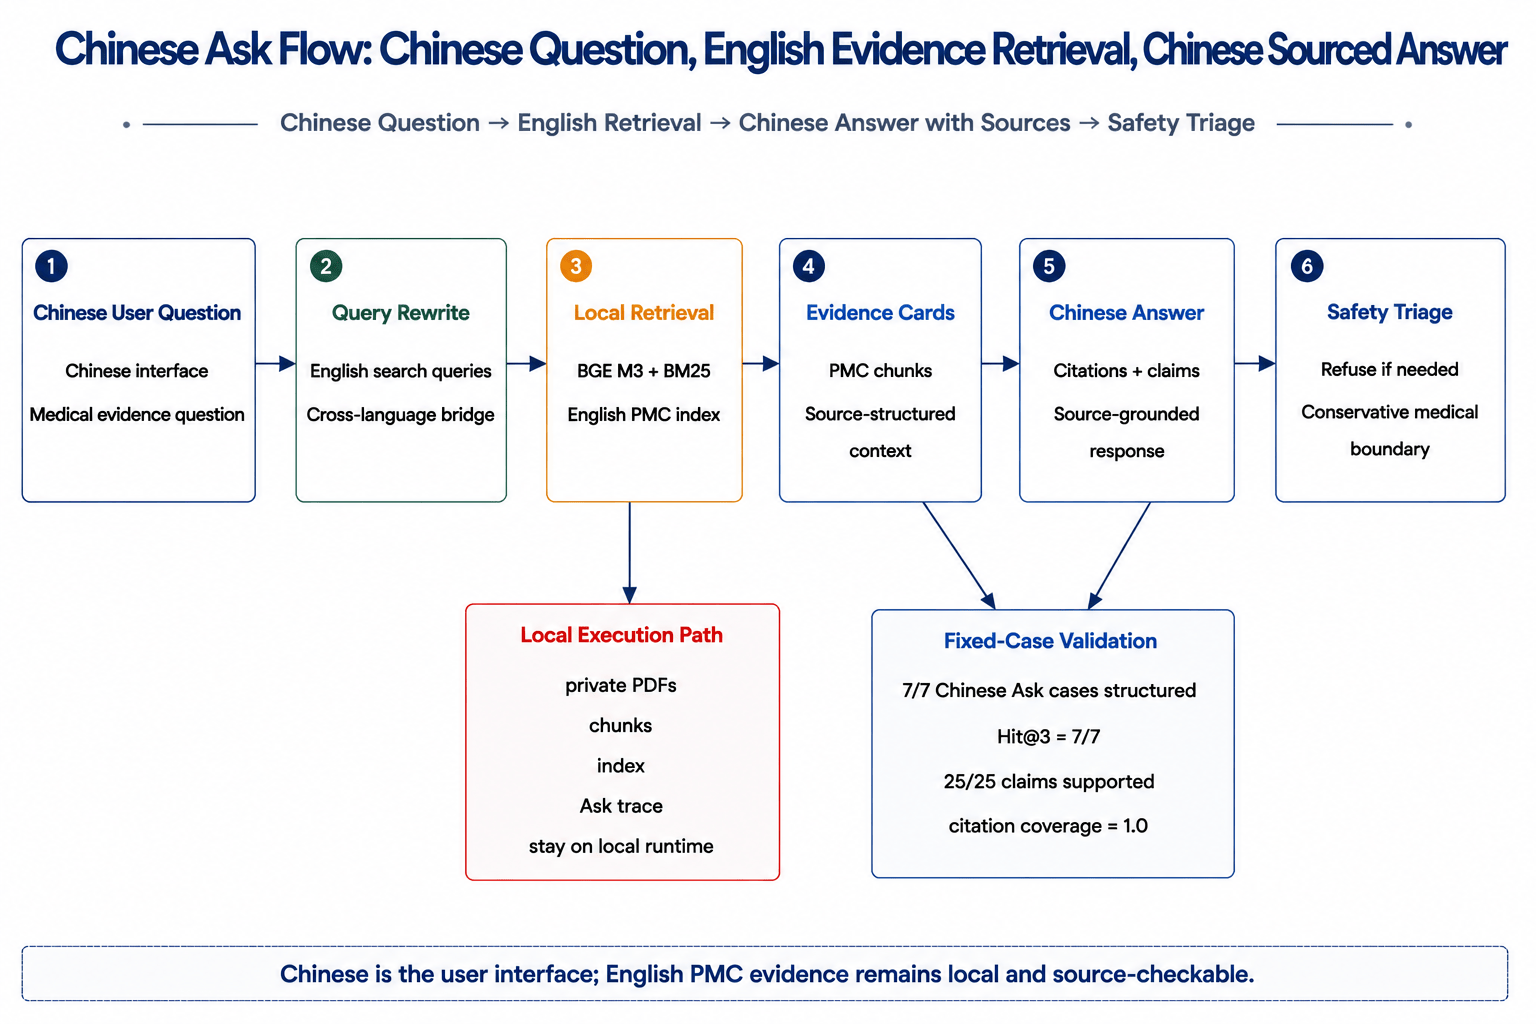 Chinese Ask Flow: Chinese Question, English Evidence Retrieval, Chinese Sourced Answer
Chinese Question → English Retrieval → Chinese Answer with Sources → Safety Triage
1
Chinese User Question
Chinese interface
Medical evidence question
2
Query Rewrite
English search queries
Cross-language bridge
3
Local Retrieval
BGE M3 + BM25
English PMC index
4
Evidence Cards
PMC chunks
Source-structured
context
5
Chinese Answer
Citations + claims
Source-grounded
response
6
Safety Triage
Refuse if needed
Conservative medical
boundary
Local Execution Path
private PDFs
chunks
index
Ask trace
stay on local runtime
Fixed-Case Validation
7/7 Chinese Ask cases structured
Hit@3 = 7/7
25/25 claims supported
citation coverage = 1.0
Chinese is the user interface; English PMC evidence remains local and source-checkable.